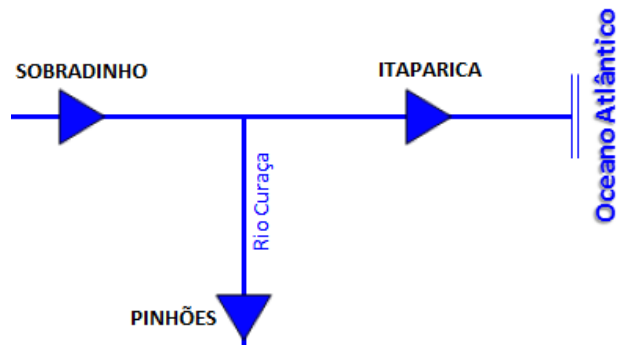 SOBRADINHO
ITAPARICA
Oceano Atlântico
Rio Curaça
PINHÕES